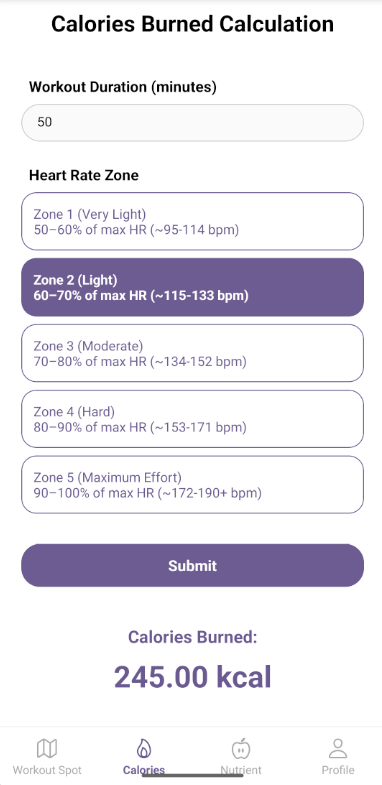 Calories Burned Calculation
Workout Duration (minutes)
50
Heart Rate Zone
Zone 1 (Very Light)
50–60% of max HR (~95-114 bpm)
Zone 2 (Light)
60–70% of max HR (~115-133 bpm)
Zone 3 (Moderate)
70–80% of max HR (~134-152 bpm)
Zone 4 (Hard)
80–90% of max HR (~153-171 bpm)
Zone 5 (Maximum Effort)
90–100% of max HR (~172-190+ bpm)
Submit
Calories Burned:
245.00 kcal
Workout Spot Calories Nutrient Profile